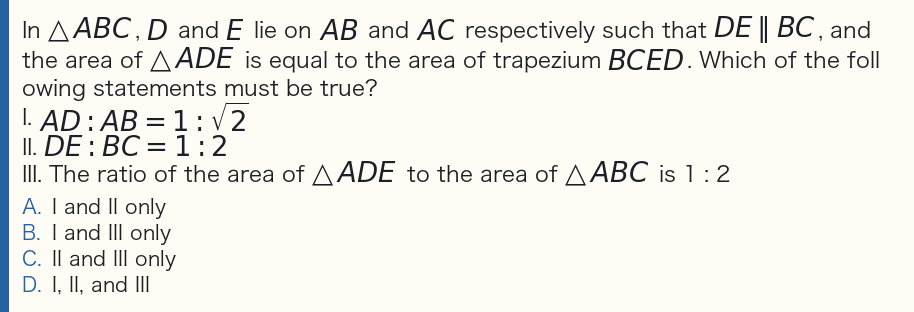 In △ABC, D and E lie on AB and AC respectively such that DE ∥ BC, and
the area of △ADE is equal to the area of trapezium BCED. Which of the foll
owing statements must be true?
I. AD : AB = 1 : √2
II. DE : BC = 1 : 2
III. The ratio of the area of △ADE to the area of △ABC is 1 : 2
A. I and II only
B. I and III only
C. II and III only
D. I, II, and III